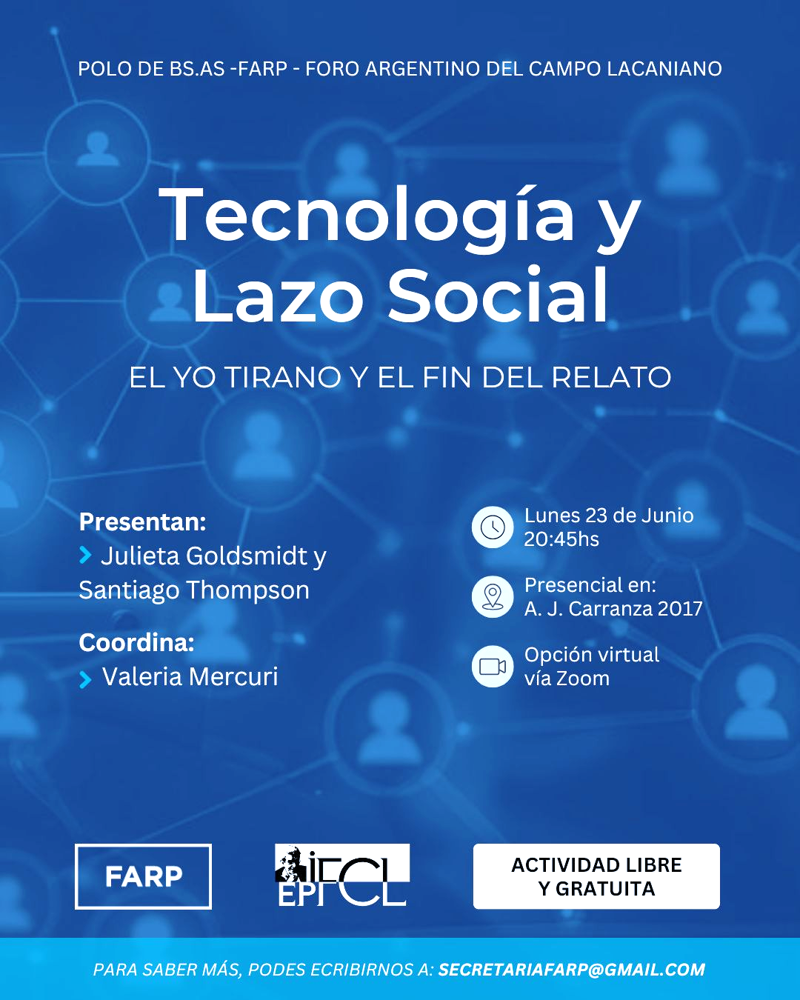 POLO DE BS.AS -FARP - FORO ARGENTINO DEL CAMPO LACANIANO
Tecnología y
Lazo Social
EL YO TIRANO Y EL FIN DEL RELATO
Presentan:
Julieta Goldsmidt y
Santiago Thompson
Coordina:
Valeria Mercuri
Lunes 23 de Junio
20:45hs
Presencial en:
A. J. Carranza 2017
Opción virtual
vía Zoom
FARP
iFCL
EPFCL
ACTIVIDAD LIBRE
Y GRATUITA
PARA SABER MÁS, PODES ECRIBIRNOS A: SECRETARIAFARP@GMAIL.COM